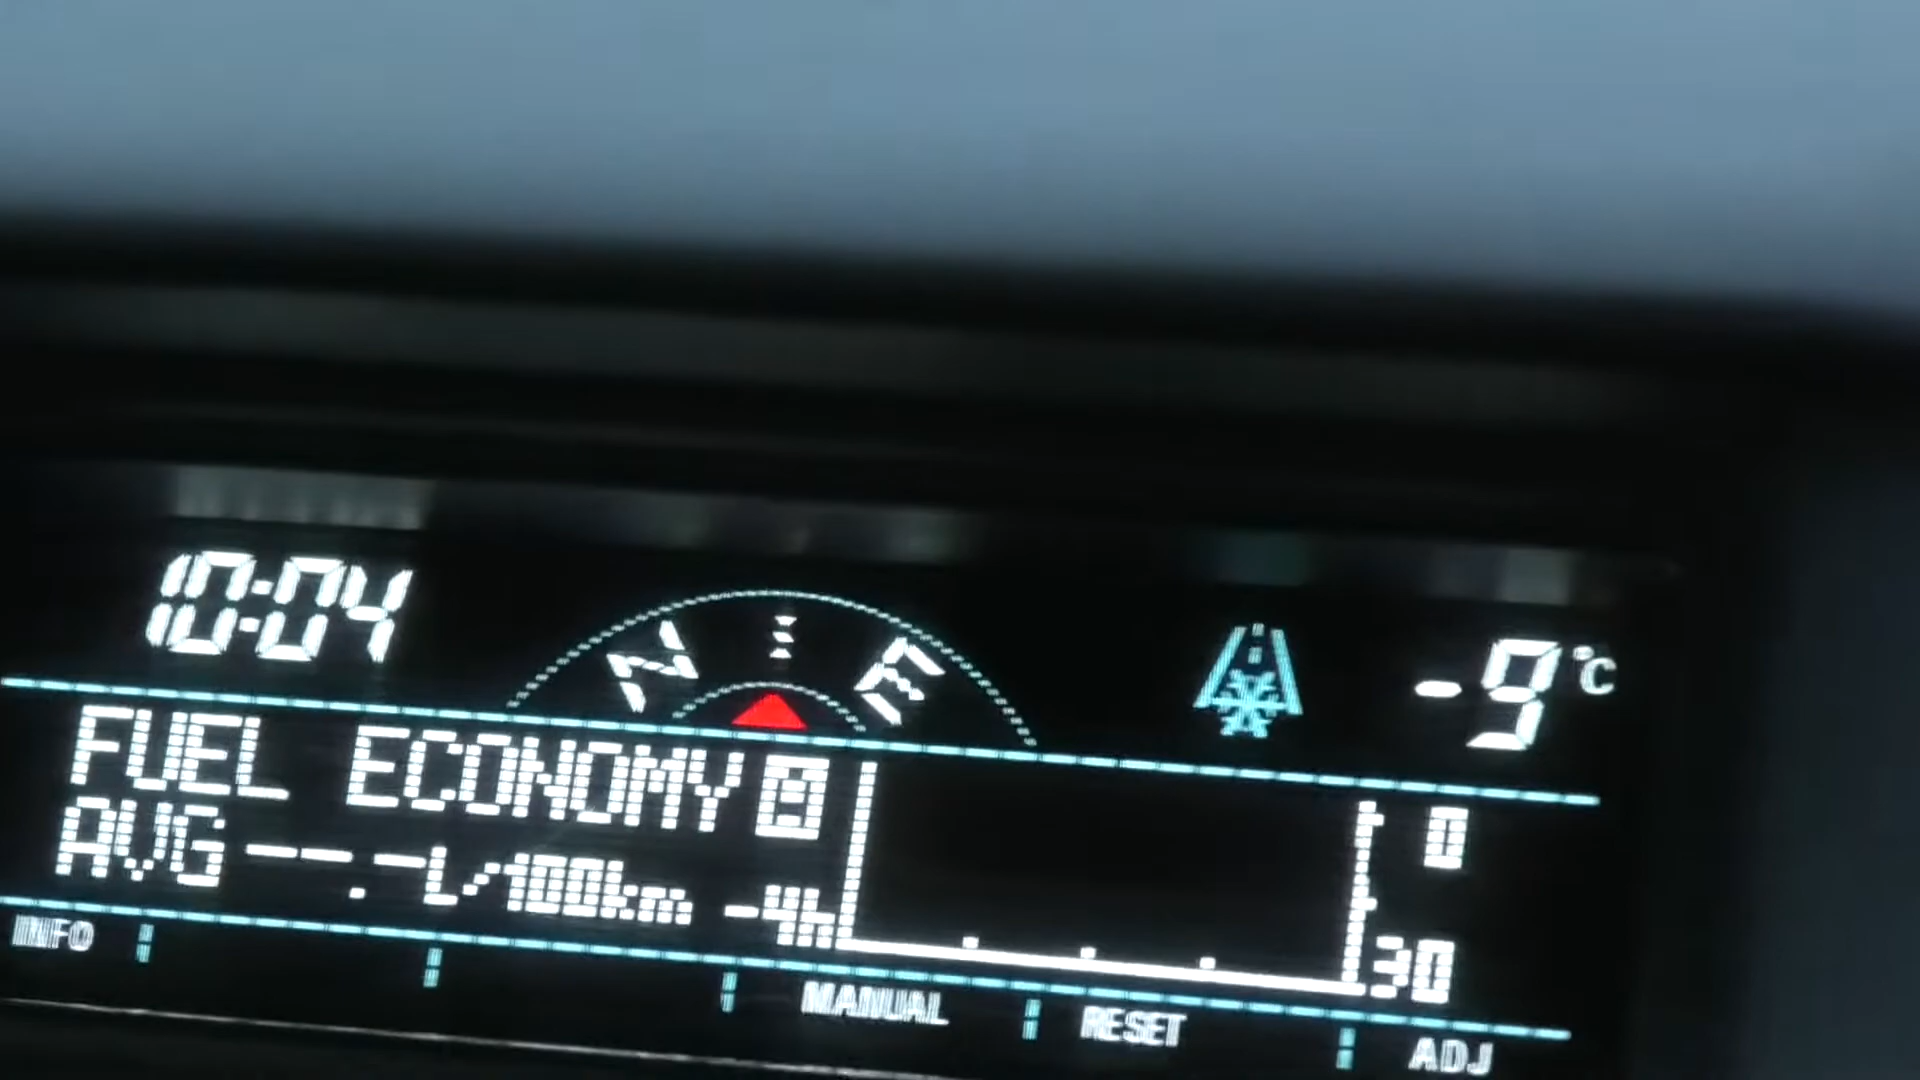 10:04
N E
-9°C
FUEL ECONOMY
AVG --.-L/100km
-4h
0
30
INFO
MANUAL
RESET
ADJ